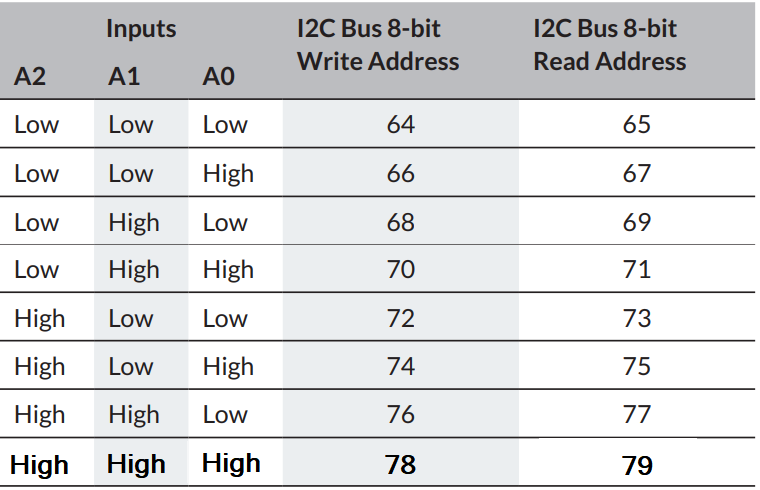 Inputs I2C Bus 8-bit I2C Bus 8-bit
A2 A1 A0 Write Address Read Address
Low Low Low 64 65
Low Low High 66 67
Low High Low 68 69
Low High High 70 71
High Low Low 72 73
High Low High 74 75
High High Low 76 77
High High High 78 79